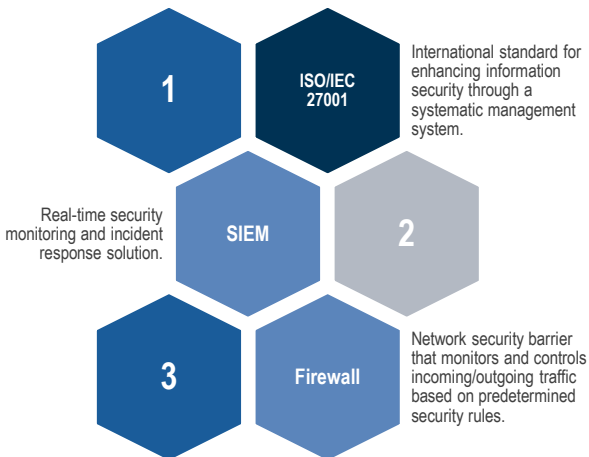 1
ISO/IEC
27001
International standard for
enhancing information
security through a
systematic management
system.
Real-time security
monitoring and incident
response solution.
SIEM
2
3
Firewall
Network security barrier
that monitors and controls
incoming/outgoing traffic
based on predetermined
security rules.